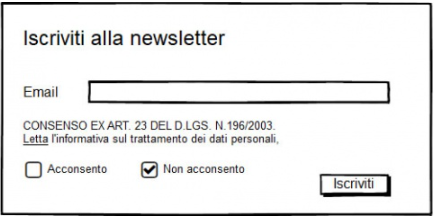 Iscriviti alla newsletter
Email
CONSENSO EX ART. 23 DEL D.LGS. N.196/2003.
Letta l'informativa sul trattamento dei dati personali,
Acconsento Non acconsento
Iscriviti